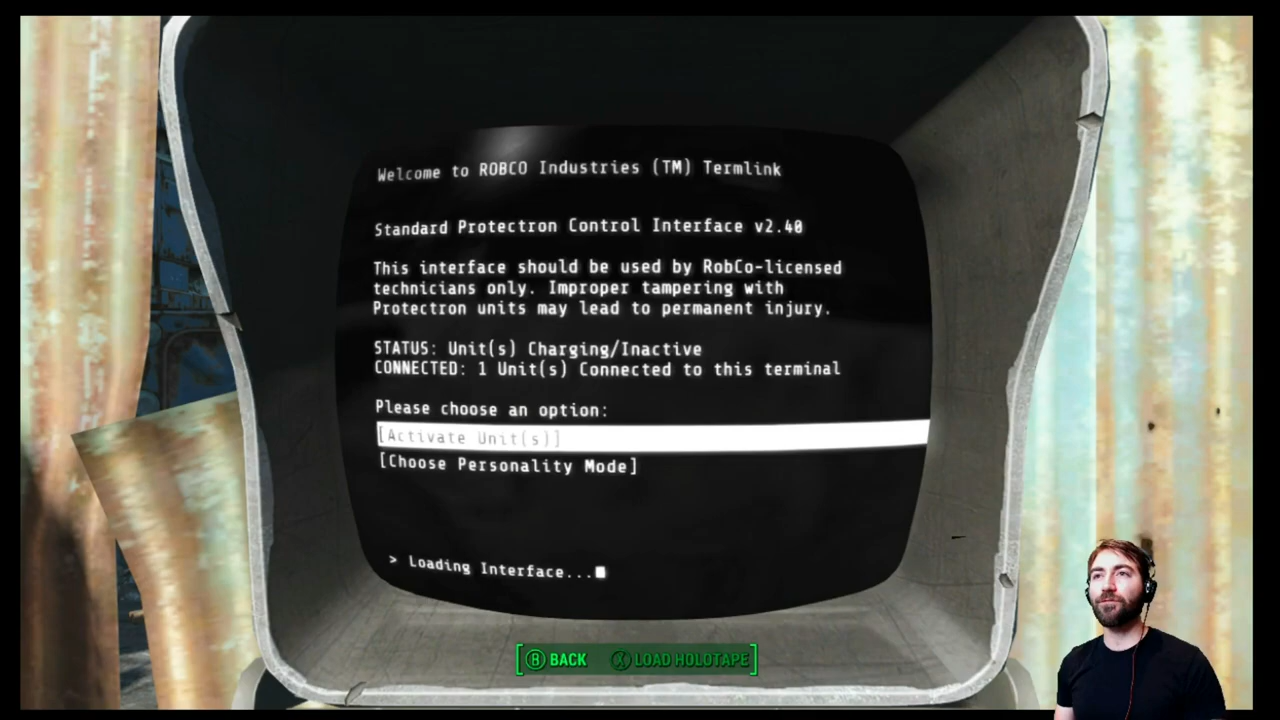 Welcome to ROBCO Industries (TM) Termlink
Standard Protectron Control Interface v2.40
This interface should be used by RobCo-licensed
technicians only. Improper tampering with
Protectron units may lead to permanent injury.
STATUS: Unit(s) Charging/Inactive
CONNECTED: 1 Unit(s) Connected to this terminal
Please choose an option:
[Activate Unit(s)]
[Choose Personality Mode]
> Loading Interface...
B BACK X LOAD HOLOTAPE